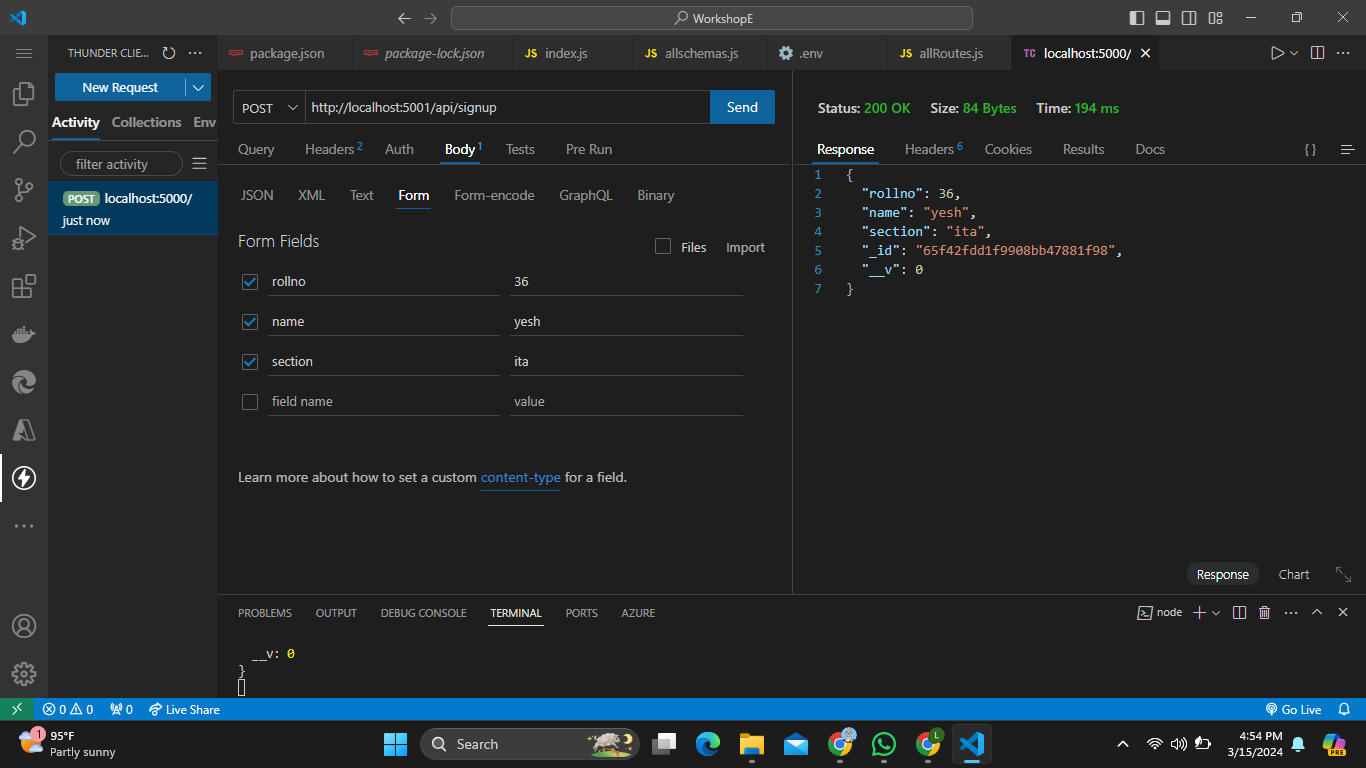 WorkshopE
THUNDER CLIE...
package.json
package-lock.json
JS index.js
JS allschemas.js
.env
JS allRoutes.js
TC localhost:5000/
New Request
Activity Collections Env
filter activity
POST localhost:5000/
just now
POST http://localhost:5001/api/signup Send
Query Headers 2 Auth Body 1 Tests Pre Run
JSON XML Text Form Form-encode GraphQL Binary
Form Fields
Files Import
rollno 36
name yesh
section ita
field name value
Learn more about how to set a custom content-type for a field.
Status: 200 OK Size: 84 Bytes Time: 194 ms
Response Headers 6 Cookies Results Docs { }
1 {
2 "rollno": 36,
3 "name": "yesh",
4 "section": "ita",
5 "_id": "65f42fdd1f9908bb47881f98",
6 "__v": 0
7 }
Response Chart
PROBLEMS OUTPUT DEBUG CONSOLE TERMINAL PORTS AZURE
node
__v: 0
}
0 0 0 Live Share
Go Live
1
95°F
Partly sunny
Search
L
4:54 PM
3/15/2024
PRE